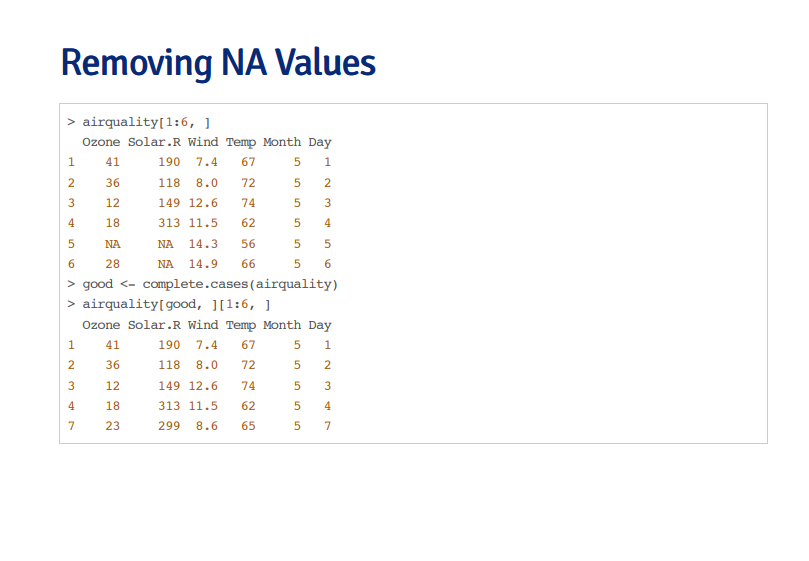 Removing NA Values
> airquality[1:6, ]
  Ozone Solar.R Wind Temp Month Day
1    41     190  7.4   67     5   1
2    36     118  8.0   72     5   2
3    12     149 12.6   74     5   3
4    18     313 11.5   62     5   4
5    NA     NA  14.3   56     5   5
6    28     NA  14.9   66     5   6
> good <- complete.cases(airquality)
> airquality[good, ][1:6, ]
  Ozone Solar.R Wind Temp Month Day
1    41     190  7.4   67     5   1
2    36     118  8.0   72     5   2
3    12     149 12.6   74     5   3
4    18     313 11.5   62     5   4
7    23     299  8.6   65     5   7